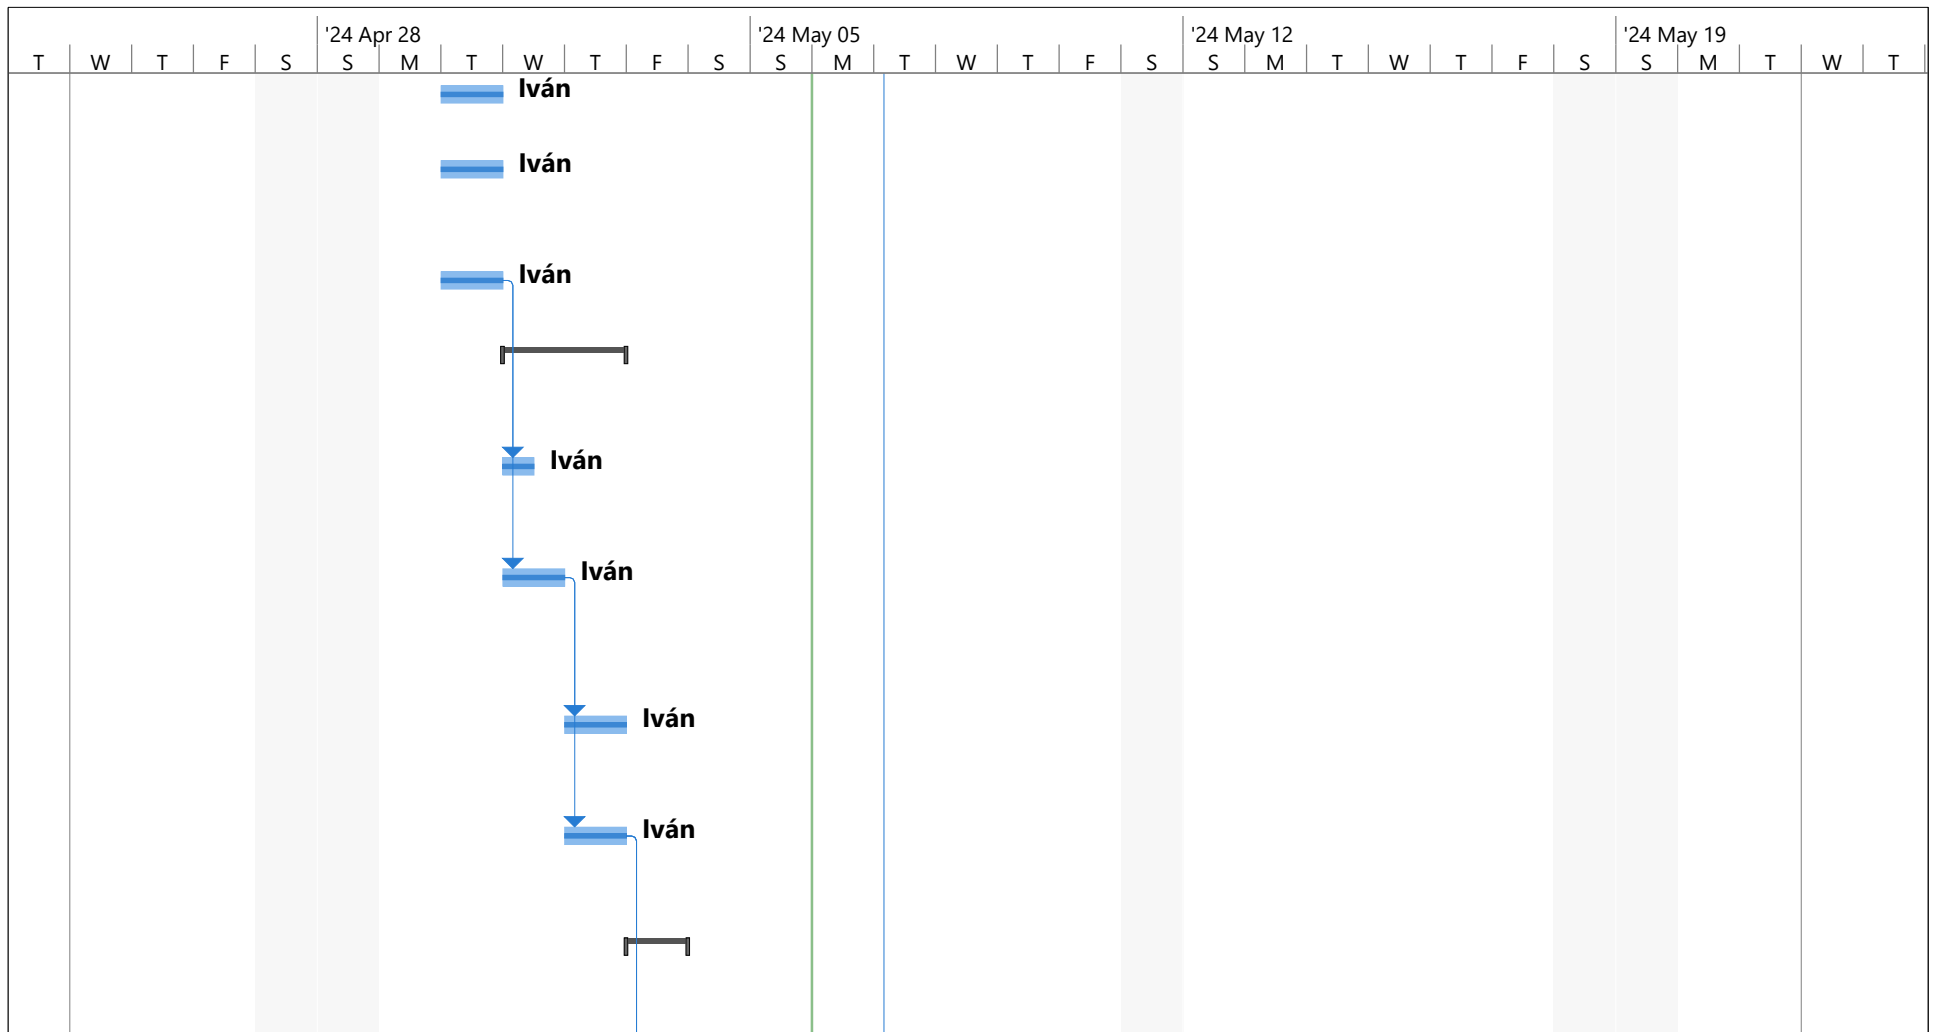 '24 Apr 28 '24 May 05 '24 May 12 '24 May 19
T W T F S S M T W T F S S M T W T F S S M T W T F S S M T W T
Iván
Iván
Iván
Iván
Iván
Iván
Iván